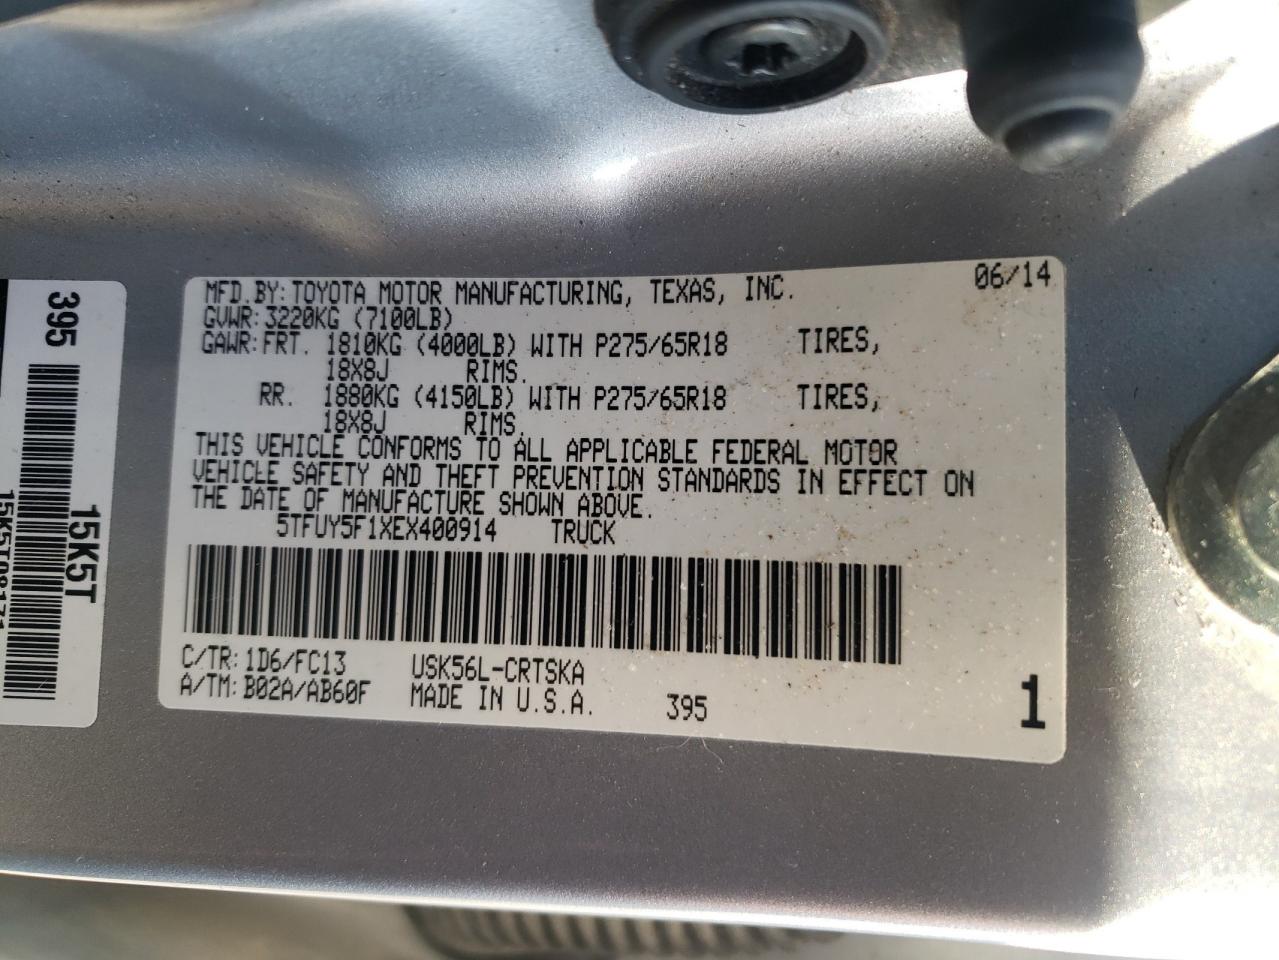 MFD.BY:TOYOTA MOTOR MANUFACTURING, TEXAS, INC. 06/14
GVWR:3220KG (7100LB)
GAWR:FRT. 1810KG (4000LB) WITH P275/65R18 TIRES,
18X8J RIMS.
RR. 1880KG (4150LB) WITH P275/65R18 TIRES,
18X8J RIMS.
THIS VEHICLE CONFORMS TO ALL APPLICABLE FEDERAL MOTOR
VEHICLE SAFETY AND THEFT PREVENTION STANDARDS IN EFFECT ON
THE DATE OF MANUFACTURE SHOWN ABOVE.
5TFUY5F1XEX400914 TRUCK
C/TR:1D6/FC13 USK56L-CRTSKA
A/TM:B02A/AB60F MADE IN U.S.A. 395 1
395
15K5T